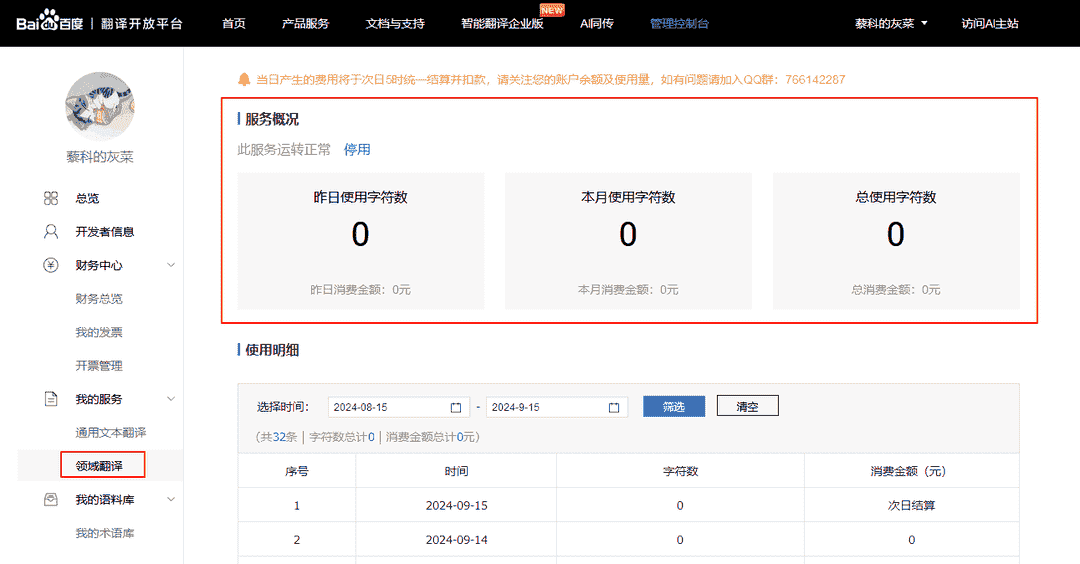 Bai du 百度 | 翻译开放平台 首页 产品服务 文档与支持 智能翻译企业版 NEW AI同传 管理控制台 藜科的灰菜 访问AI主站
当日产生的费用将于次日5时统一结算并扣款，请关注您的账户余额及使用量，如有问题请加入QQ群：766142287
藜科的灰菜
总览
开发者信息
财务中心
财务总览
我的发票
开票管理
我的服务
通用文本翻译
领域翻译
我的语料库
我的术语库
服务概况
此服务运转正常 停用
昨日使用字符数 本月使用字符数 总使用字符数
0 0 0
昨日消费金额：0元 本月消费金额：0元 总消费金额：0元
使用明细
选择时间： 2024-08-15 - 2024-9-15 筛选 清空
(共32条 | 字符数总计0 | 消费金额总计0元)
序号 时间 字符数 消费金额（元）
1 2024-09-15 0 次日结算
2 2024-09-14 0 0